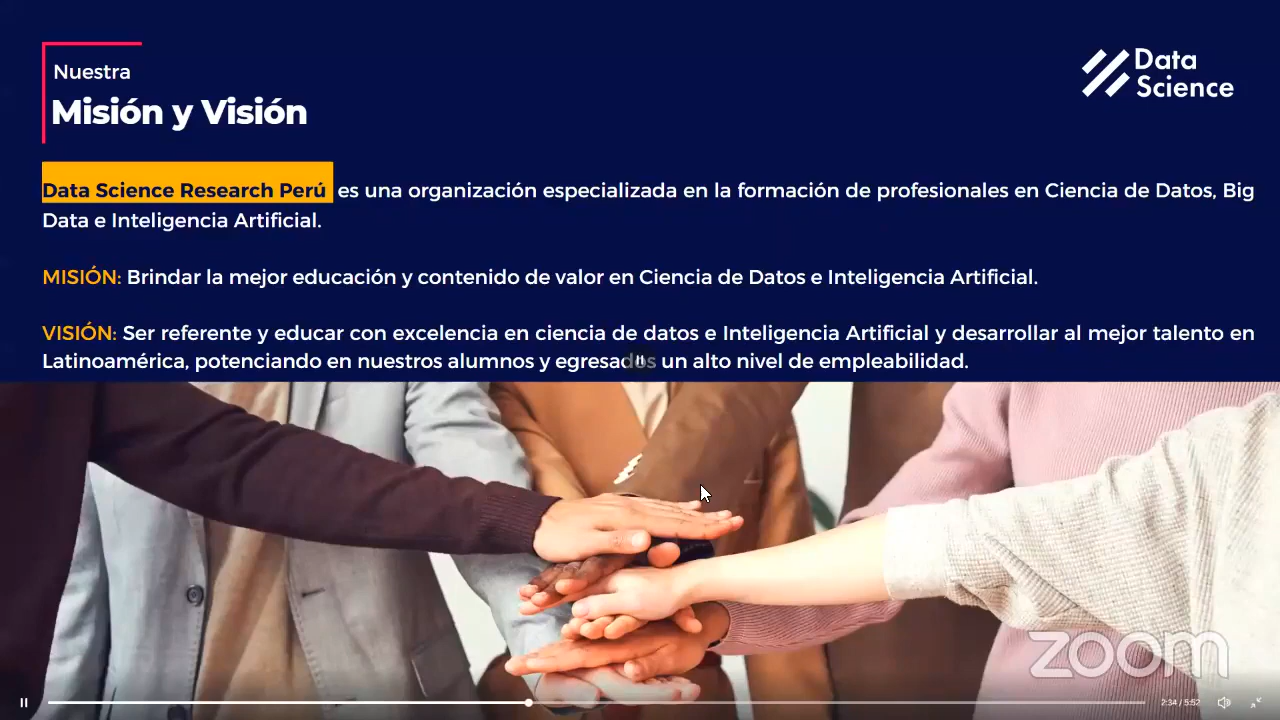 Nuestra
Misión y Visión
Data
Science
Data Science Research Perú es una organización especializada en la formación de profesionales en Ciencia de Datos, Big
Data e Inteligencia Artificial.
MISIÓN: Brindar la mejor educación y contenido de valor en Ciencia de Datos e Inteligencia Artificial.
VISIÓN: Ser referente y educar con excelencia en ciencia de datos e Inteligencia Artificial y desarrollar al mejor talento en
Latinoamérica, potenciando en nuestros alumnos y egresados un alto nivel de empleabilidad.
zoom
2:34 / 5:52